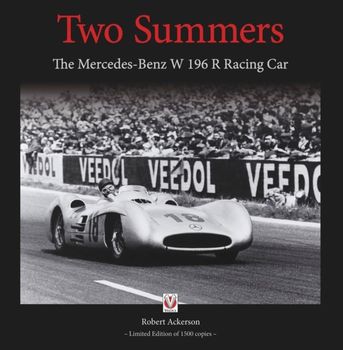 Two Summers
The Mercedes-Benz W 196 R Racing Car
VEEDOL VEEDOL VEEDOL
18
18
Robert Ackerson
~ Limited Edition of 1500 copies ~